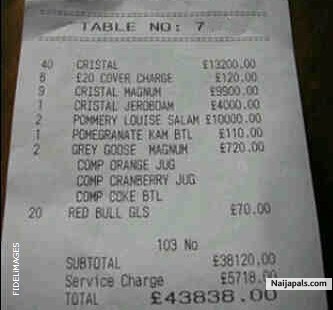 TABLE NO: 7
40 CRISTAL £13200.00
6 £20 COVER CHARGE £120.00
9 CRISTAL MAGNUM £9900.00
1 CRISTAL JEROBOAM £4000.00
2 POMMERY LOUISE SALAM £10000.00
1 POMEGRANATE KAM BTL £110.00
2 GREY GOOSE MAGNUM £720.00
COMP ORANGE JUG
COMP CRANBERRY JUG
COMP COKE BTL
20 RED BULL GLS £70.00
103 No
SUBTOTAL £38120.00
Service Charge £5718.00
TOTAL £43838.00
FIDELIMAGES
Naijapals.com